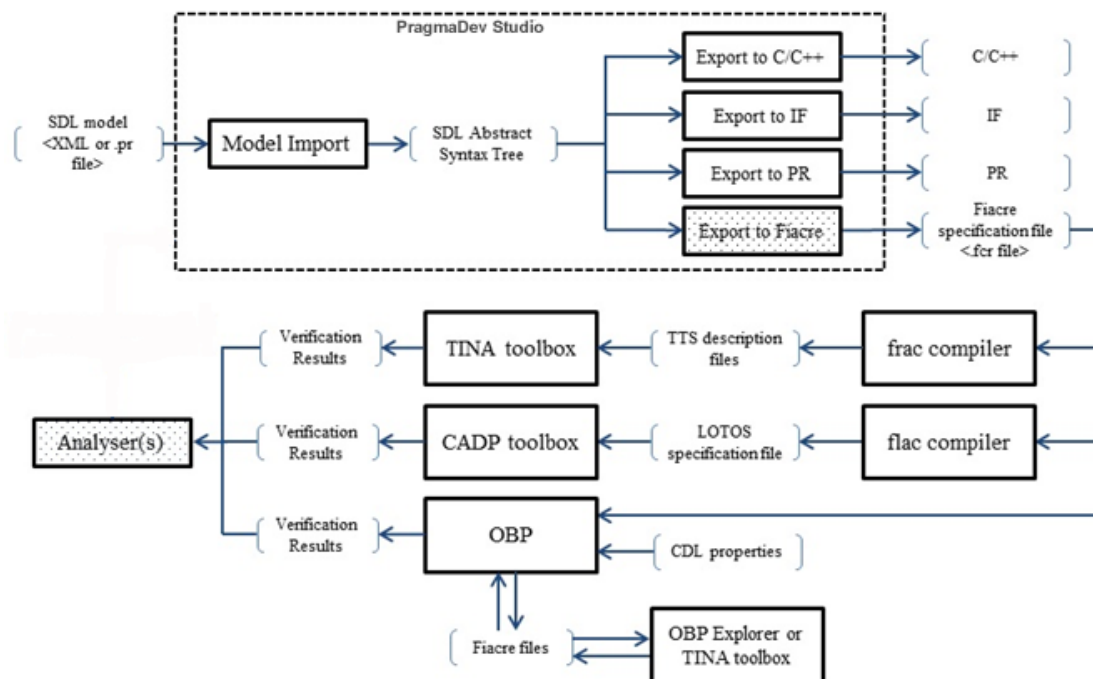 PragmaDev Studio
SDL model
<XML or .pr
file>
Model Import
SDL Abstract
Syntax Tree
Export to C/C++
C/C++
Export to IF
IF
Export to PR
PR
Export to Fiacre
Fiacre
specification file
<.fcr file>
Verification
Results
TINA toolbox
TTS description
files
frac compiler
Analyser(s)
Verification
Results
CADP toolbox
LOTOS
specification file
flac compiler
Verification
Results
OBP
CDL properties
Fiacre files
OBP Explorer or
TINA toolbox